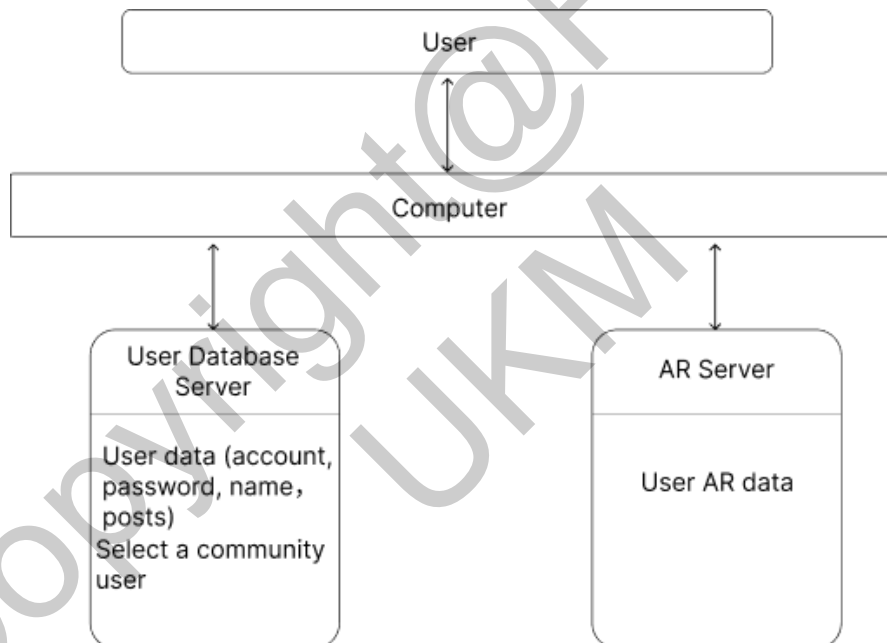 User
Computer
User Database
Server
User data (account,
password, name，
posts)
Select a community
user
AR Server
User AR data
opyright@F
UKM